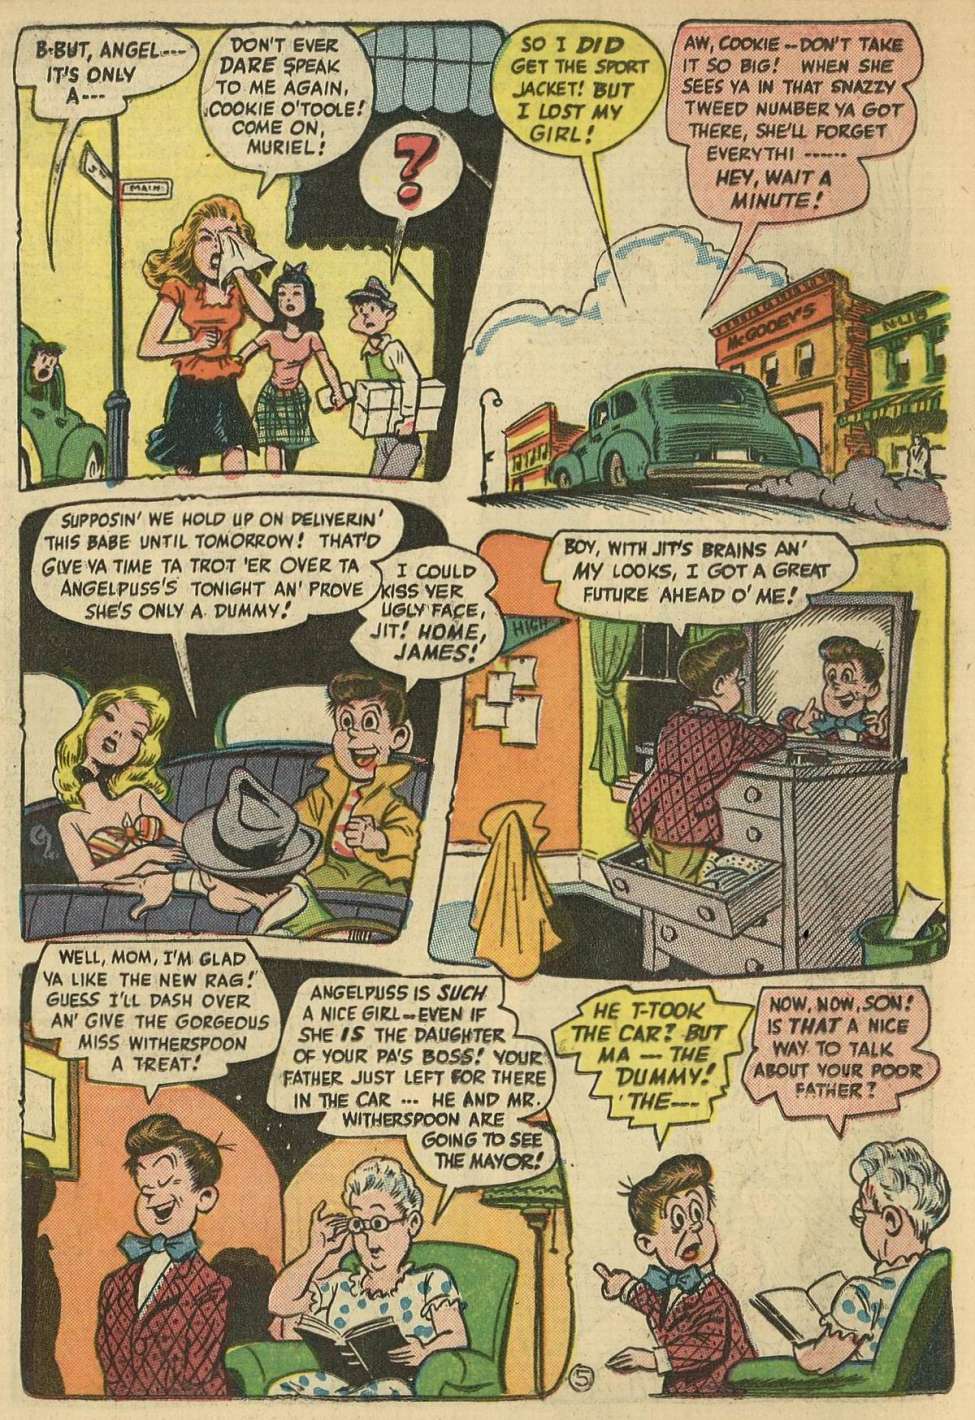 B-BUT, ANGEL---
IT'S ONLY
A---
DON'T EVER
DARE SPEAK
TO ME AGAIN,
COOKIE O'TOOLE!
COME ON,
MURIEL!
?
MAIN
SO I DID
GET THE SPORT
JACKET! BUT
I LOST MY
GIRL!
AW, COOKIE - DON'T TAKE
IT SO BIG! WHEN SHE
SEES YA IN THAT SNAZZY
TWEED NUMBER YA GOT
THERE, SHE'LL FORGET
EVERYTHI -----
HEY, WAIT A
MINUTE!
McGOOEY'S
SUPPOSIN' WE HOLD UP ON DELIVERIN'
THIS BABE UNTIL TOMORROW! THAT'D
GIVE YA TIME TA TROT 'ER OVER TA
ANGELPUSS'S TONIGHT AN' PROVE
SHE'S ONLY A DUMMY!
I COULD
KISS YER
UGLY FACE,
JIT! HOME,
JAMES!
BOY, WITH JIT'S BRAINS AN'
MY LOOKS, I GOT A GREAT
FUTURE AHEAD O' ME!
HIGH
WELL, MOM, I'M GLAD
YA LIKE THE NEW RAG!
GUESS I'LL DASH OVER
AN' GIVE THE GORGEOUS
MISS WITHERSPOON
A TREAT!
ANGELPUSS IS SUCH
A NICE GIRL - EVEN IF
SHE IS THE DAUGHTER
OF YOUR PA'S BOSS! YOUR
FATHER JUST LEFT FOR THERE
IN THE CAR --- HE AND MR.
WITHERSPOON ARE
GOING TO SEE
THE MAYOR!
HE T-TOOK
THE CAR? BUT
MA -- THE
DUMMY!
THE---
NOW, NOW, SON!
IS THAT A NICE
WAY TO TALK
ABOUT YOUR POOR
FATHER?
5